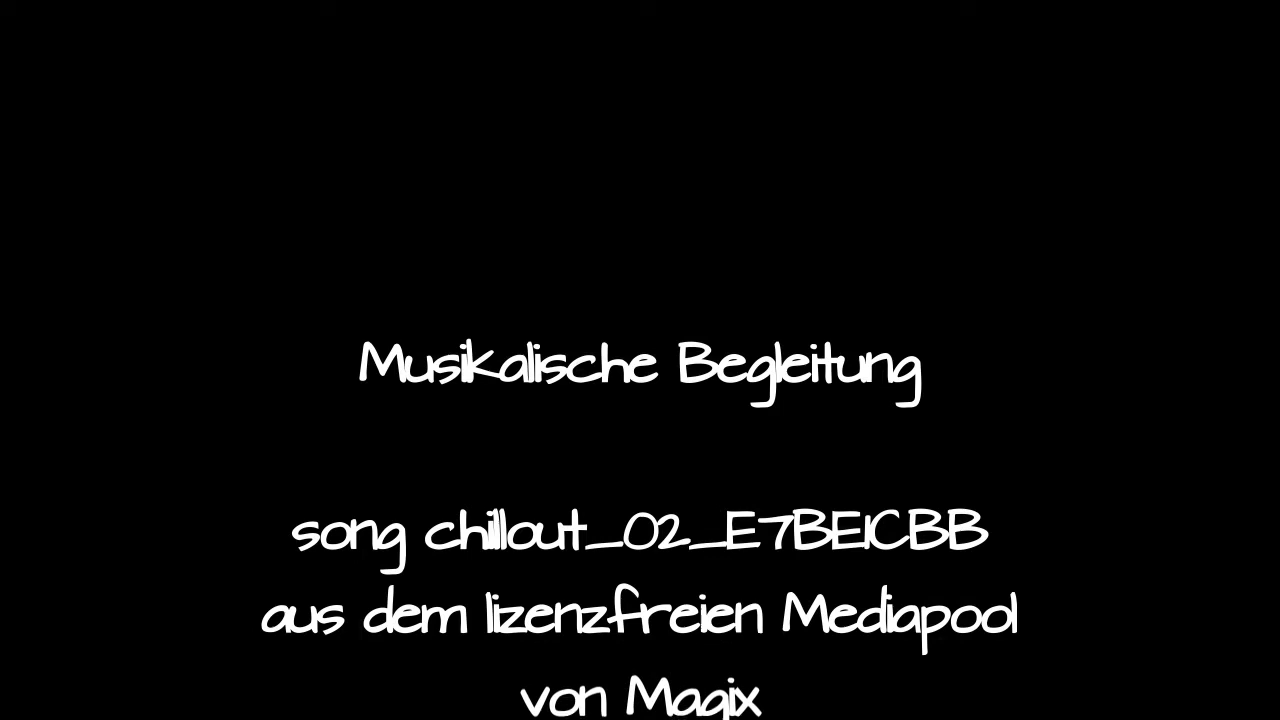 Musikalische Begleitung
song chillout_02_E7BE1CBB
aus dem lizenzfreien Mediapool
von Magix